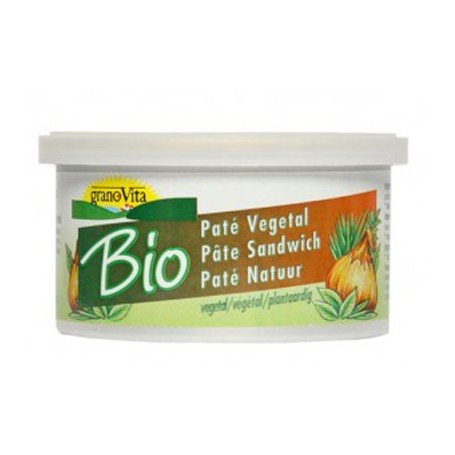 granoVita
Bio
Paté Vegetal
Pâte Sandwich
Paté Natuur
vegetal/végétal/plantaardig